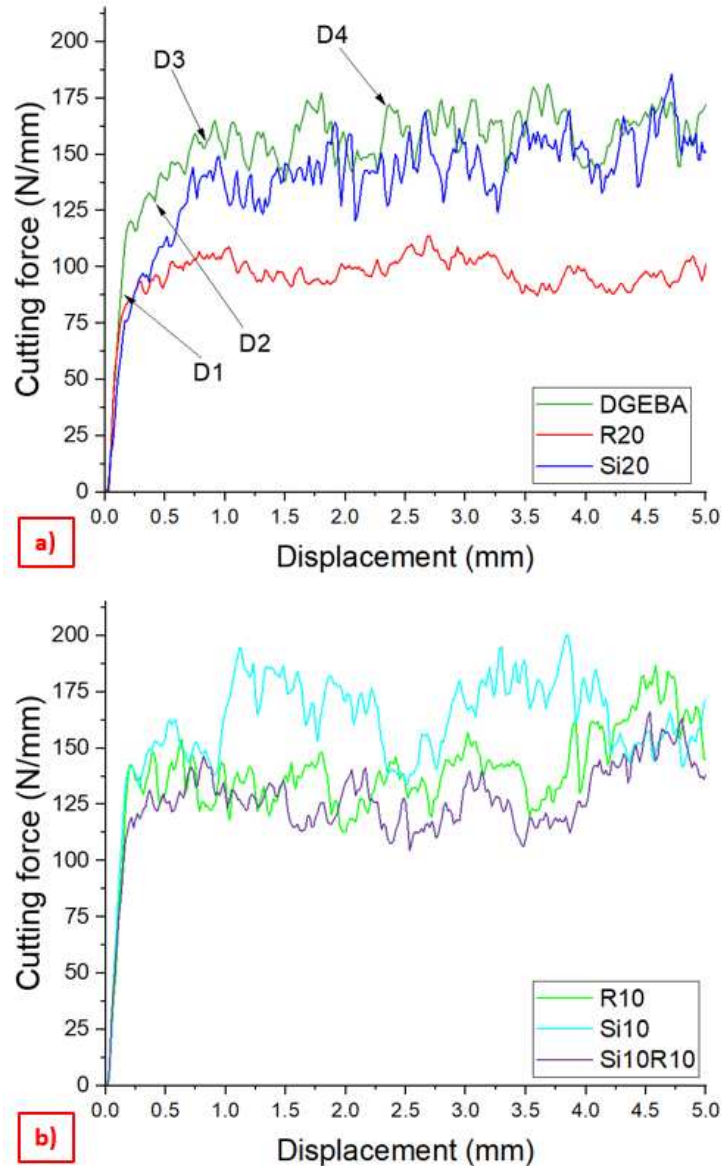 200
175
150
125
100
75
50
25
0
Cutting force (N/mm)
D3
D4
D2
D1
DGEBA
R20
Si20
0.0 0.5 1.0 1.5 2.0 2.5 3.0 3.5 4.0 4.5 5.0
Displacement (mm)
a)
200
175
150
125
100
75
50
25
0
Cutting force (N/mm)
R10
Si10
Si10R10
0.0 0.5 1.0 1.5 2.0 2.5 3.0 3.5 4.0 4.5 5.0
Displacement (mm)
b)